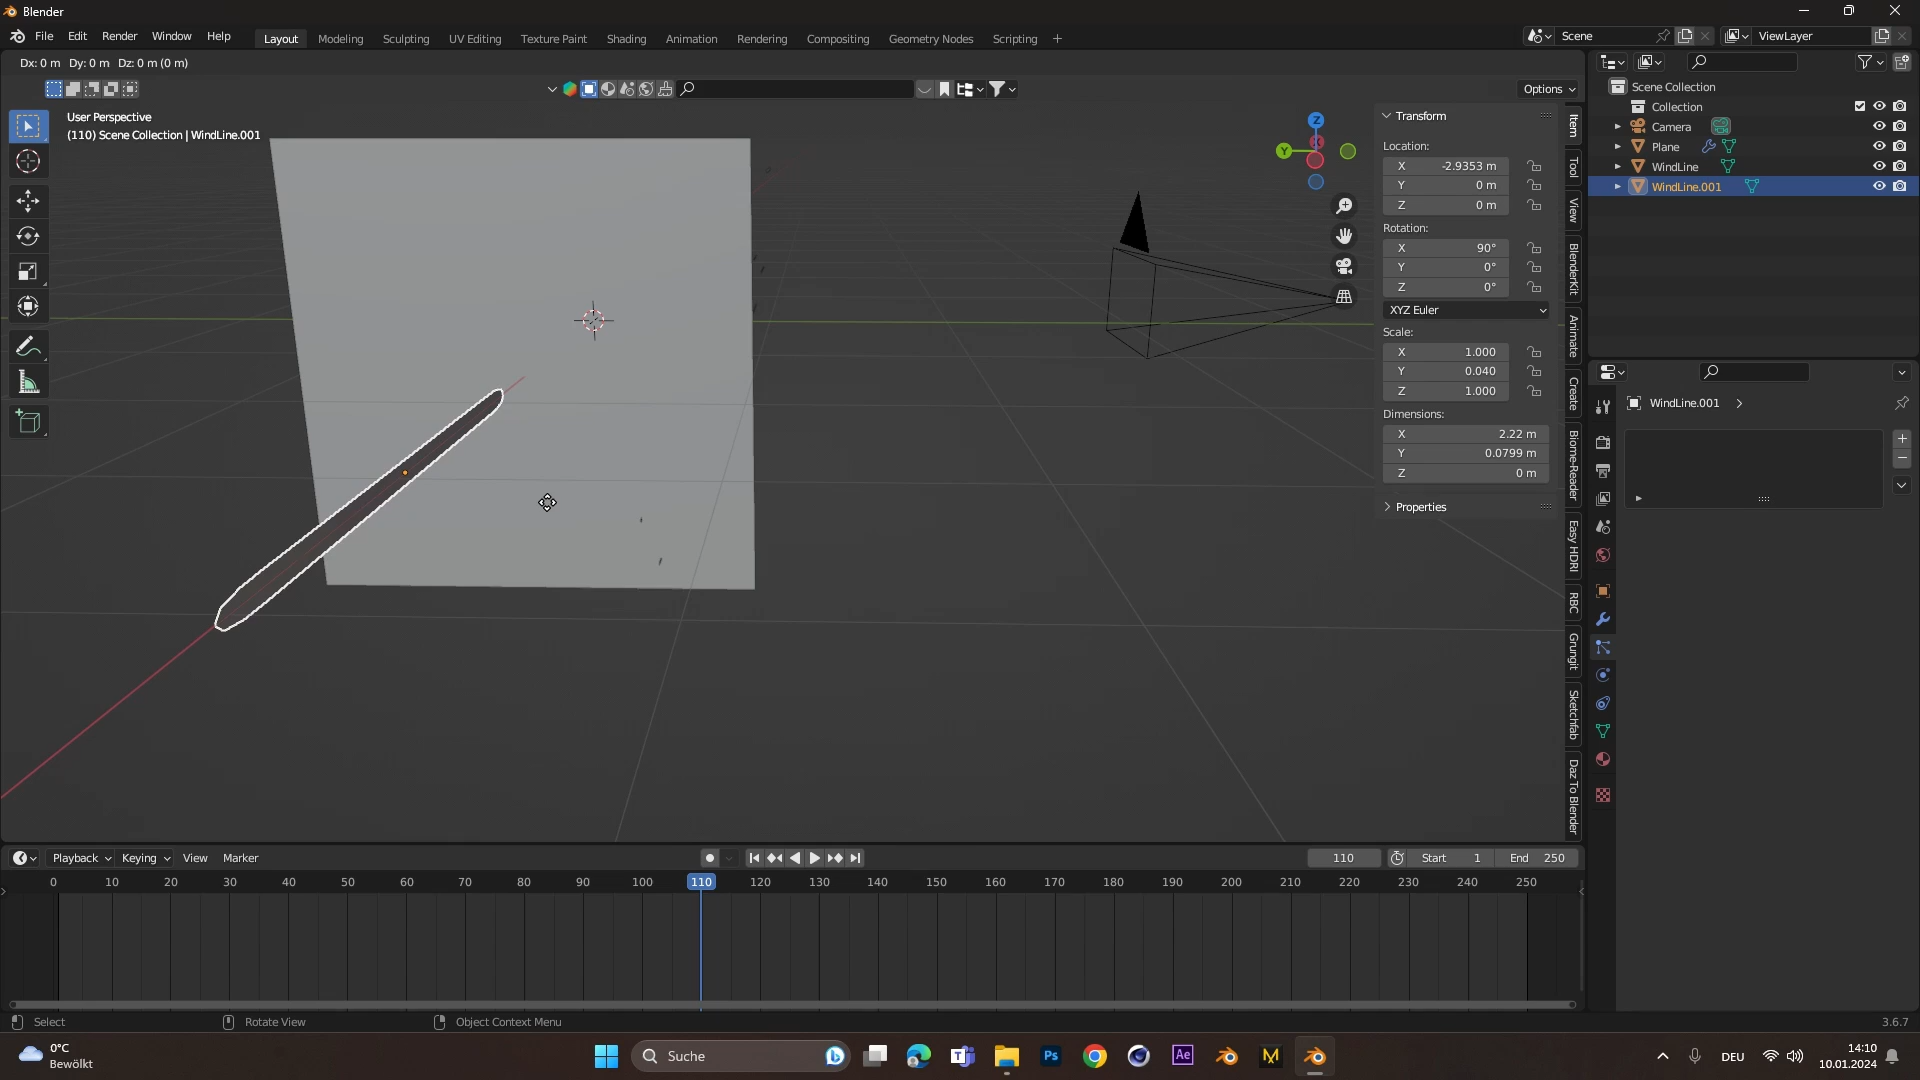 Blender
File Edit Render Window Help Layout Modeling Sculpting UV Editing Texture Paint Shading Animation Rendering Compositing Geometry Nodes Scripting + Scene ViewLayer
Dx: 0 m Dy: 0 m Dz: 0 m (0 m)
Options
User Perspective
(110) Scene Collection | WindLine.001
Z
X
Y
Transform
Location:
X -2.9353 m
Y 0 m
Z 0 m
Rotation:
X 90°
Y 0°
Z 0°
XYZ Euler
Scale:
X 1.000
Y 0.040
Z 1.000
Dimensions:
X 2.22 m
Y 0.0799 m
Z 0 m
Properties
Item
Tool
View
BlenderKit
Animate
Create
Biome-Reader
Easy HDRI
RBC
Grungit
Sketchfab
Daz To Blender
Scene Collection
Collection
Camera
Plane
WindLine
WindLine.001
WindLine.001
Playback Keying View Marker 110 Start 1 End 250
0 10 20 30 40 50 60 70 80 90 100 110 120 130 140 150 160 170 180 190 200 210 220 230 240 250
Select Rotate View Object Context Menu 3.6.7
0°C
Bewölkt
Suche
Ps
Ae
M
DEU
14:10
10.01.2024